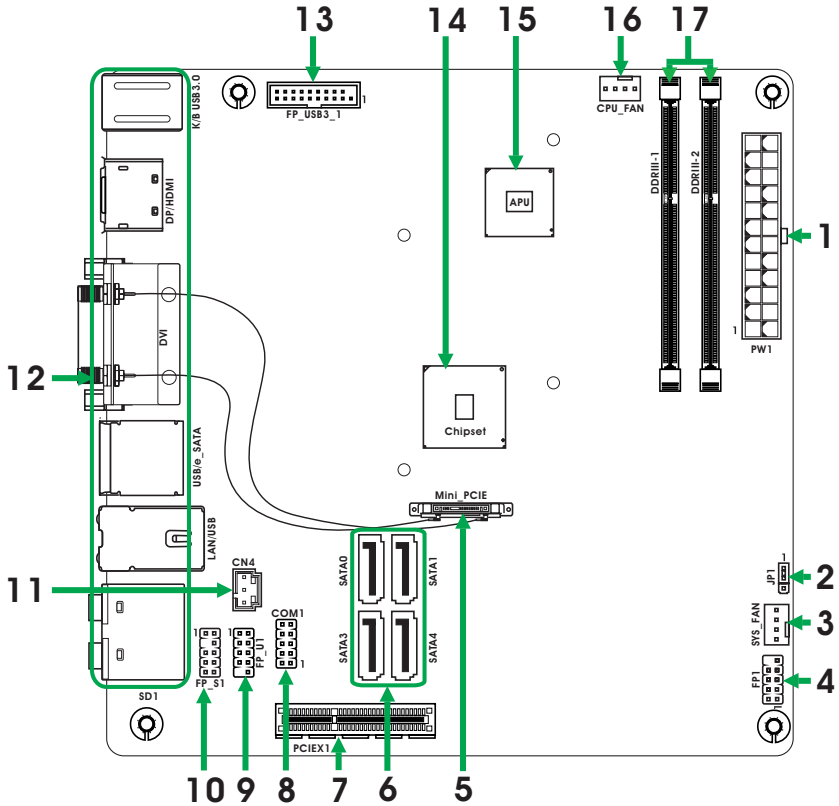 13
14
15
16
17
K/B USB3.0
FP_USB3_1
1
CPU_FAN
DP/HDMI
APU
DDRIII-1
DDRIII-2
1
1
PW1
DVI
12
Chipset
USB/e_SATA
Mini_PCIE
LAN/USB
11
CN4
SATA0
SATA1
1
JP1
2
COM1
1
1
FP_S1
FP_U1
1
SATA3
SATA4
SYS_FAN
3
FP1
4
1
SD1
PCIEX1
10
9
8
7
6
5